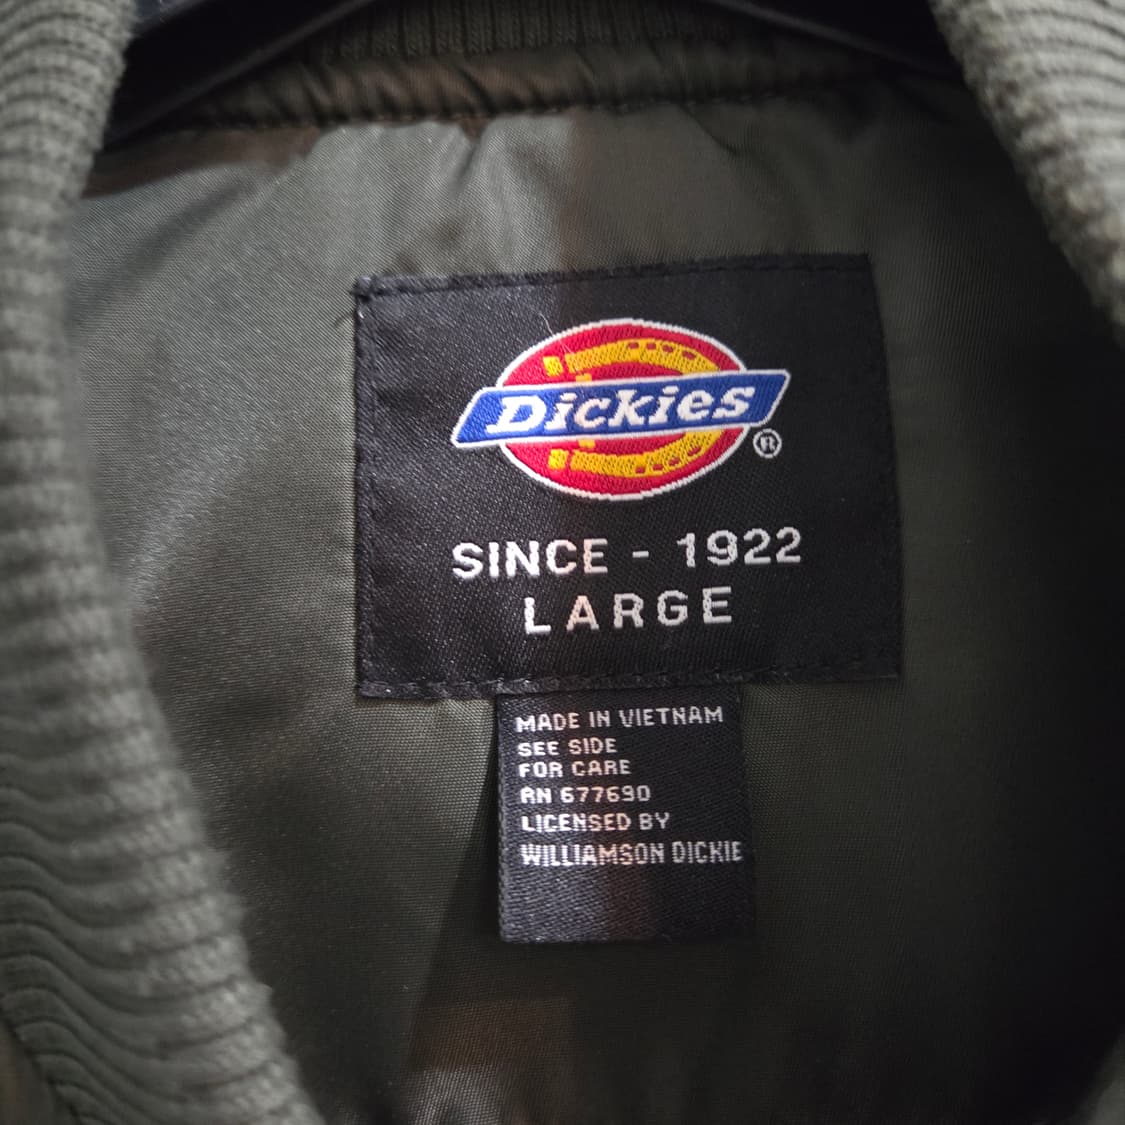 Dickies
®
SINCE - 1922
LARGE
MADE IN VIETNAM
SEE SIDE
FOR CARE
RN 677690
LICENSED BY
WILLIAMSON DICKIE